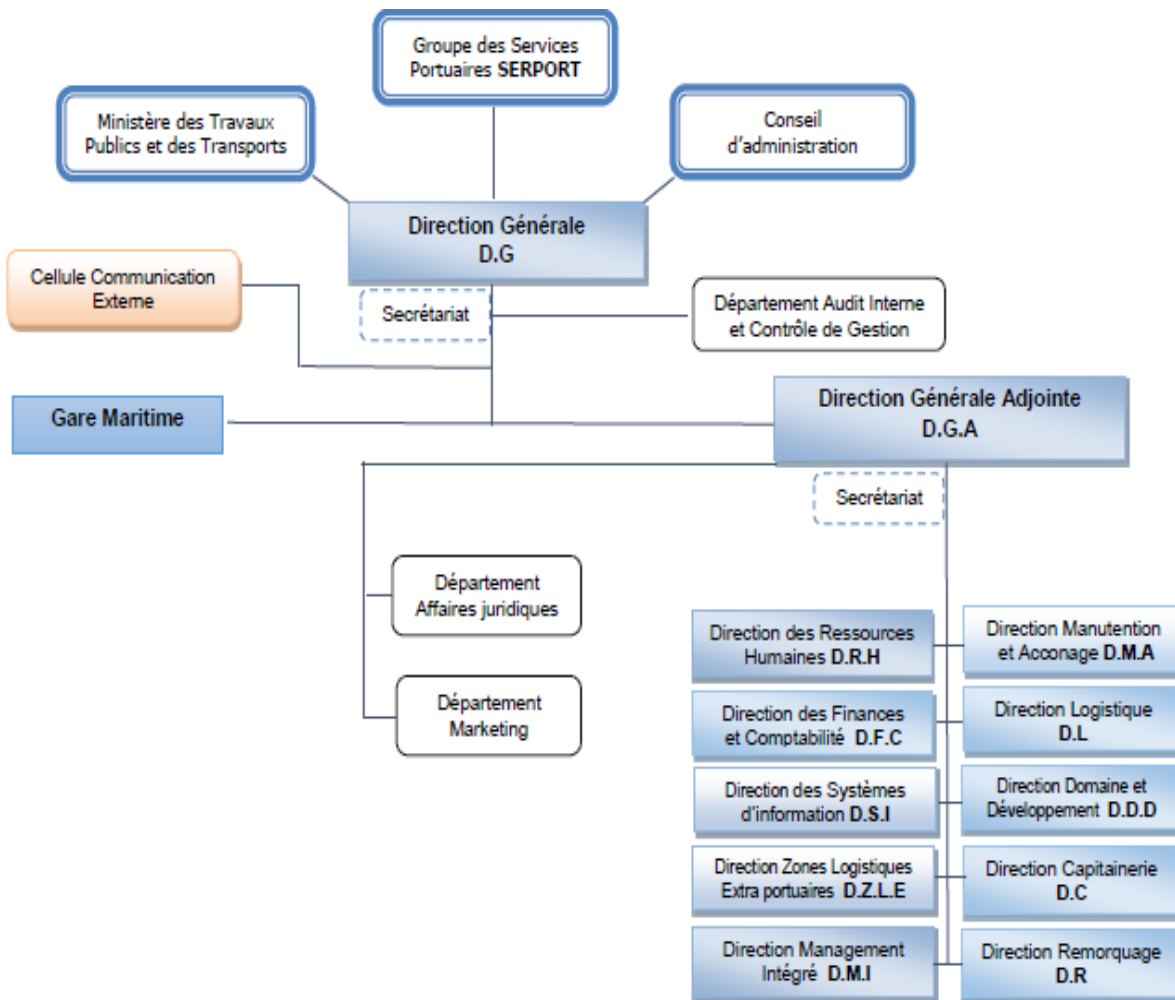 Groupe des Services
Portuaires SERPORT
Ministère des Travaux
Publics et des Transports
Conseil
d'administration
Direction Générale
D.G
Cellule Communication
Externe
Secrétariat
Département Audit Interne
et Contrôle de Gestion
Gare Maritime
Direction Générale Adjointe
D.G.A
Secrétariat
Département
Affaires juridiques
Département
Marketing
Direction des Ressources
Humaines D.R.H
Direction Manutention
et Acconage D.M.A
Direction des Finances
et Comptabilité D.F.C
Direction Logistique
D.L
Direction des Systèmes
d'information D.S.I
Direction Domaine et
Développement D.D.D
Direction Zones Logistiques
Extra portuaires D.Z.L.E
Direction Capitainerie
D.C
Direction Management
Intégré D.M.I
Direction Remorquage
D.R